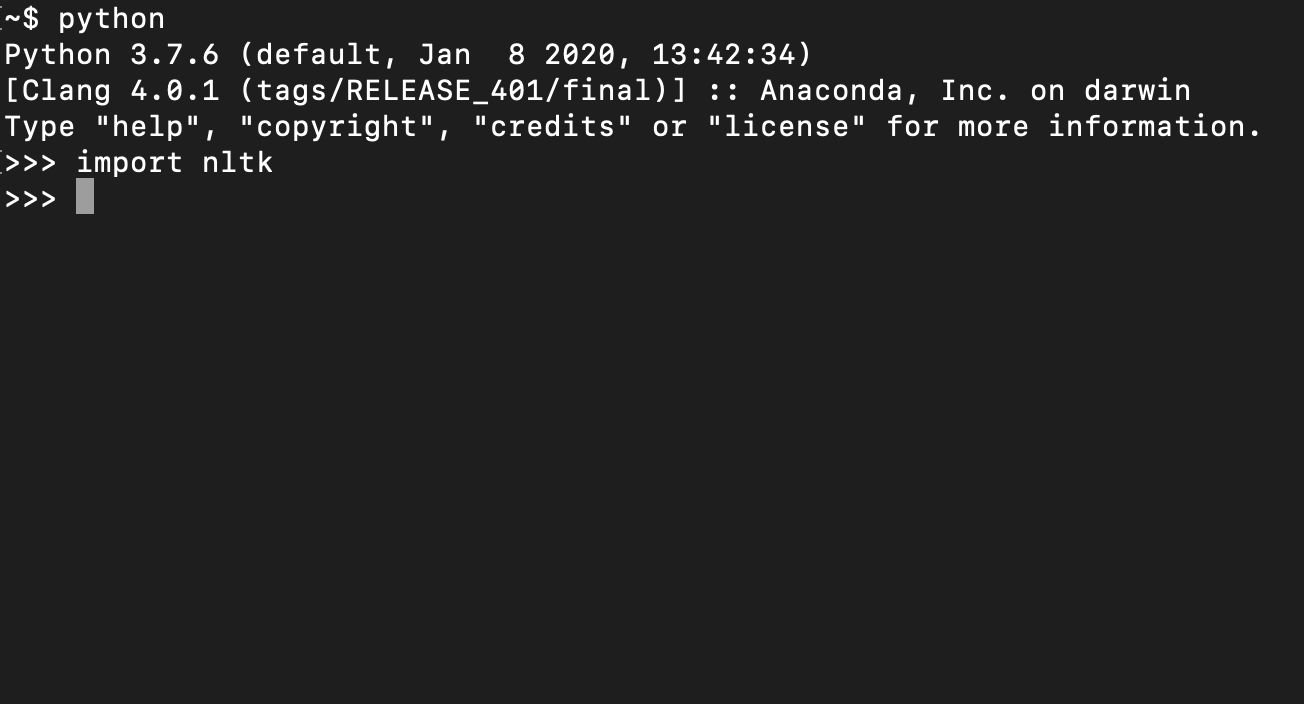 ~$ python
Python 3.7.6 (default, Jan  8 2020, 13:42:34)
[Clang 4.0.1 (tags/RELEASE_401/final)] :: Anaconda, Inc. on darwin
Type "help", "copyright", "credits" or "license" for more information.
>>> import nltk
>>>